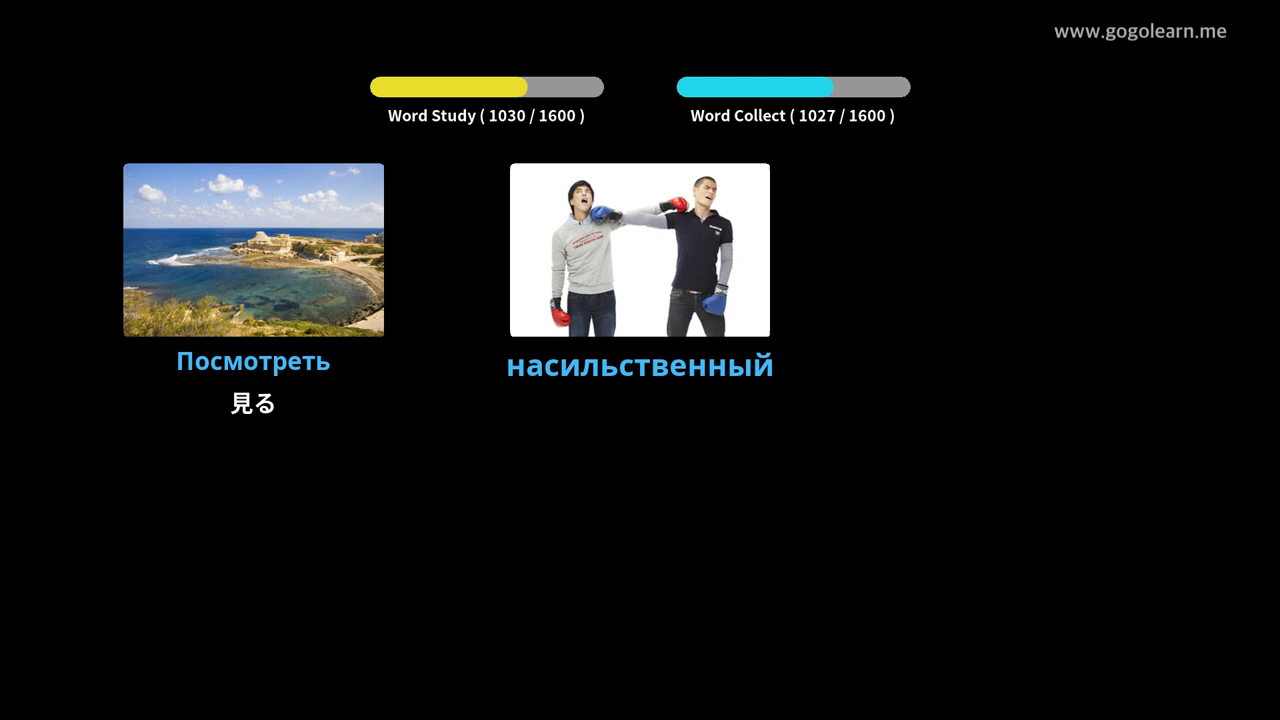 www.gogolearn.me
Word Study ( 1030 / 1600 )
Word Collect ( 1027 / 1600 )
Посмотреть
見る
насильственный